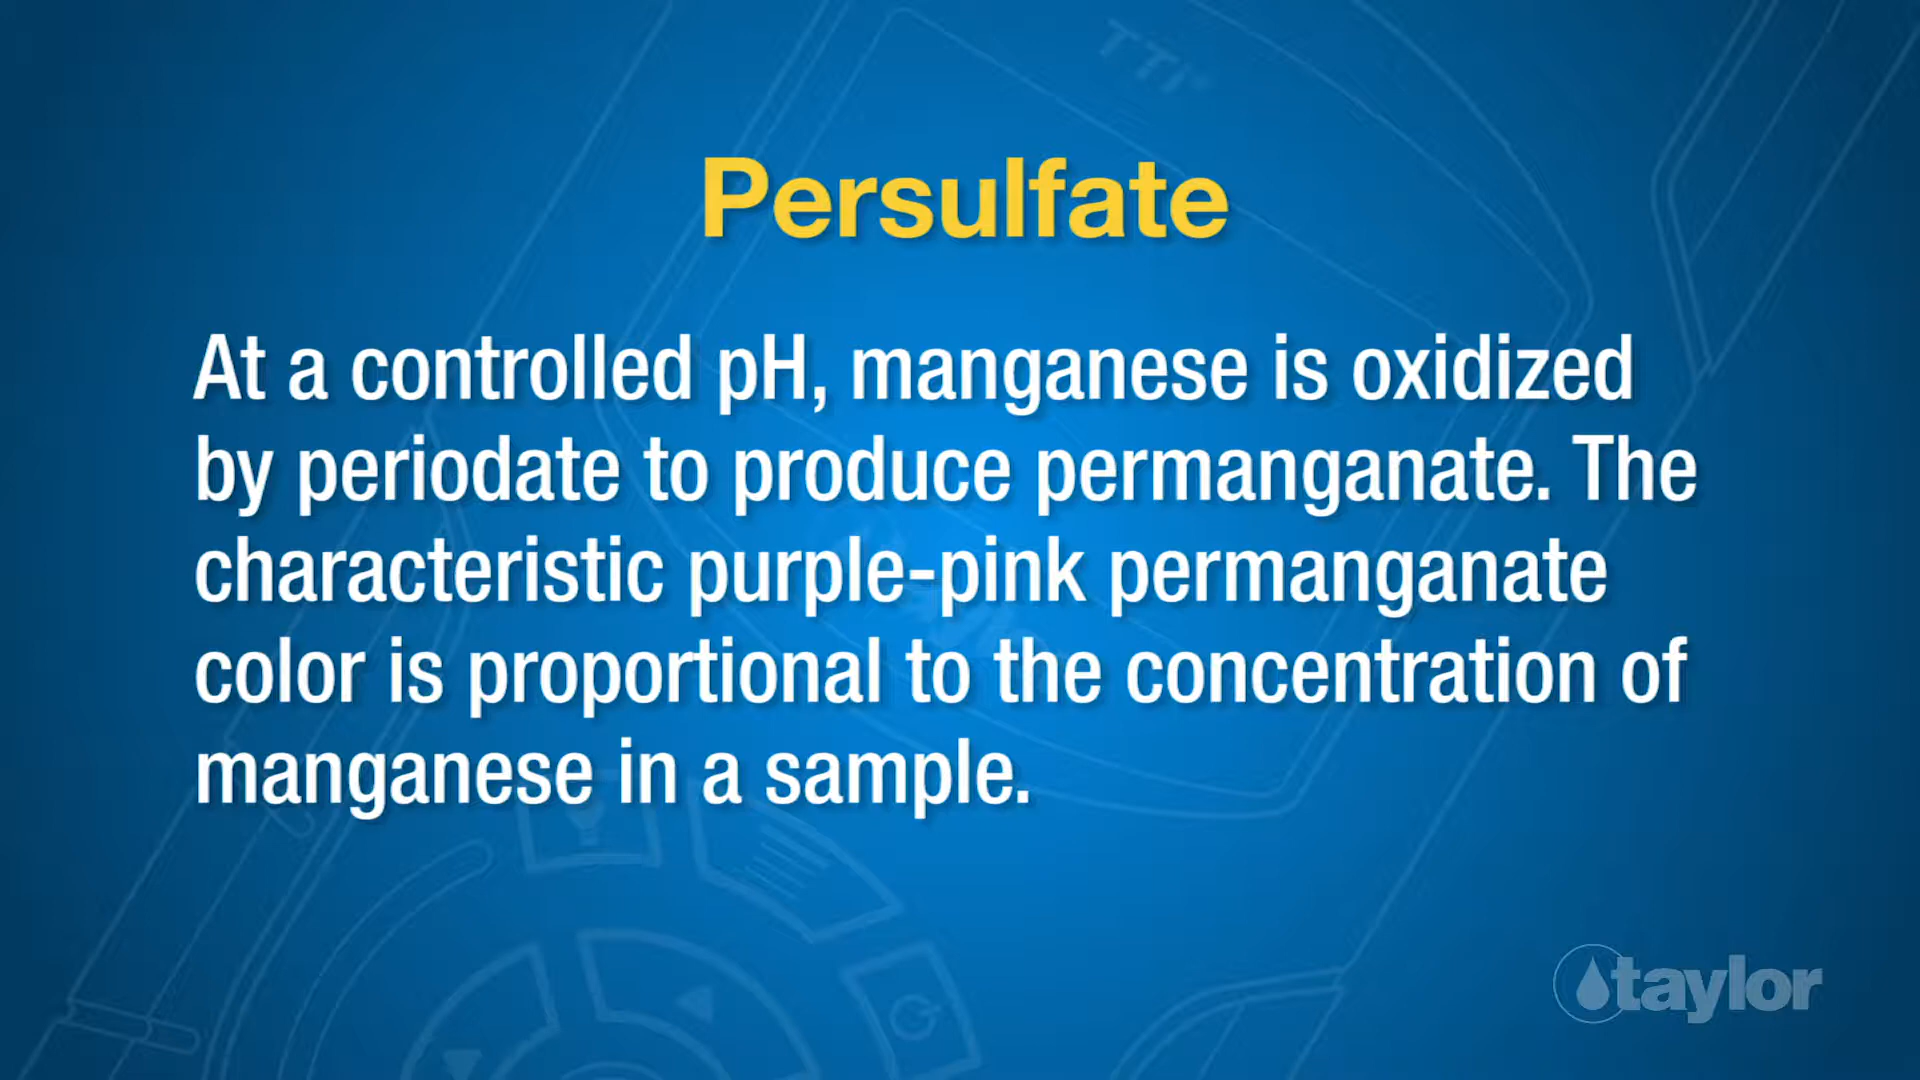 TTi
Persulfate
At a controlled pH, manganese is oxidized
by periodate to produce permanganate. The
characteristic purple-pink permanganate
color is proportional to the concentration of
manganese in a sample.
taylor